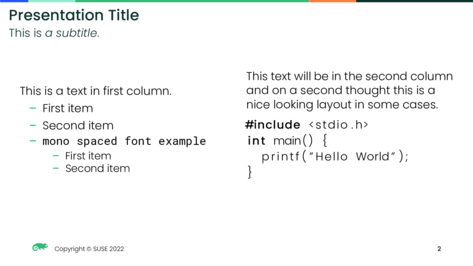 Presentation Title
This is a subtitle.
This is a text in first column.
– First item
– Second item
– mono spaced font example
– First item
– Second item
This text will be in the second column
and on a second thought this is a
nice looking layout in some cases.
#include <stdio.h>
int main() {
printf("Hello World");
}
Copyright © SUSE 2022
2